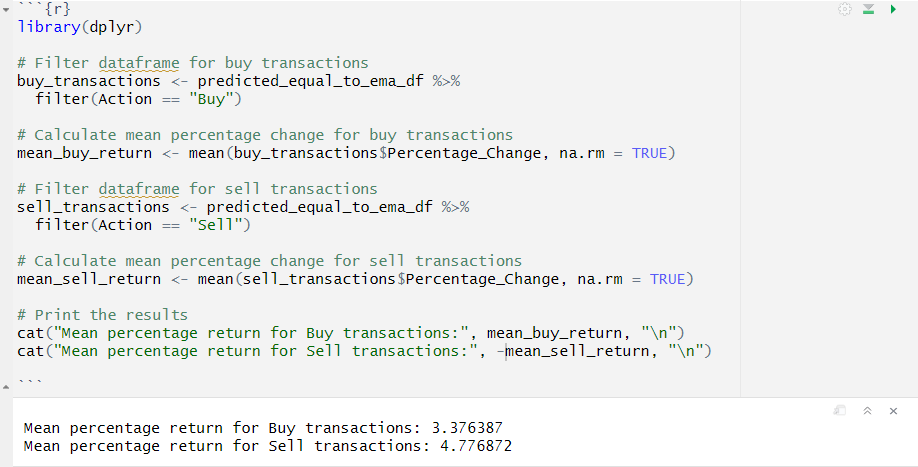 ```{r}
library(dplyr)
# Filter dataframe for buy transactions
buy_transactions <- predicted_equal_to_ema_df %>%
  filter(Action == "Buy")
# Calculate mean percentage change for buy transactions
mean_buy_return <- mean(buy_transactions$Percentage_Change, na.rm = TRUE)
# Filter dataframe for sell transactions
sell_transactions <- predicted_equal_to_ema_df %>%
  filter(Action == "Sell")
# Calculate mean percentage change for sell transactions
mean_sell_return <- mean(sell_transactions$Percentage_Change, na.rm = TRUE)
# Print the results
cat("Mean percentage return for Buy transactions:", mean_buy_return, "\n")
cat("Mean percentage return for Sell transactions:", -mean_sell_return, "\n")
```
Mean percentage return for Buy transactions: 3.376387
Mean percentage return for Sell transactions: 4.776872